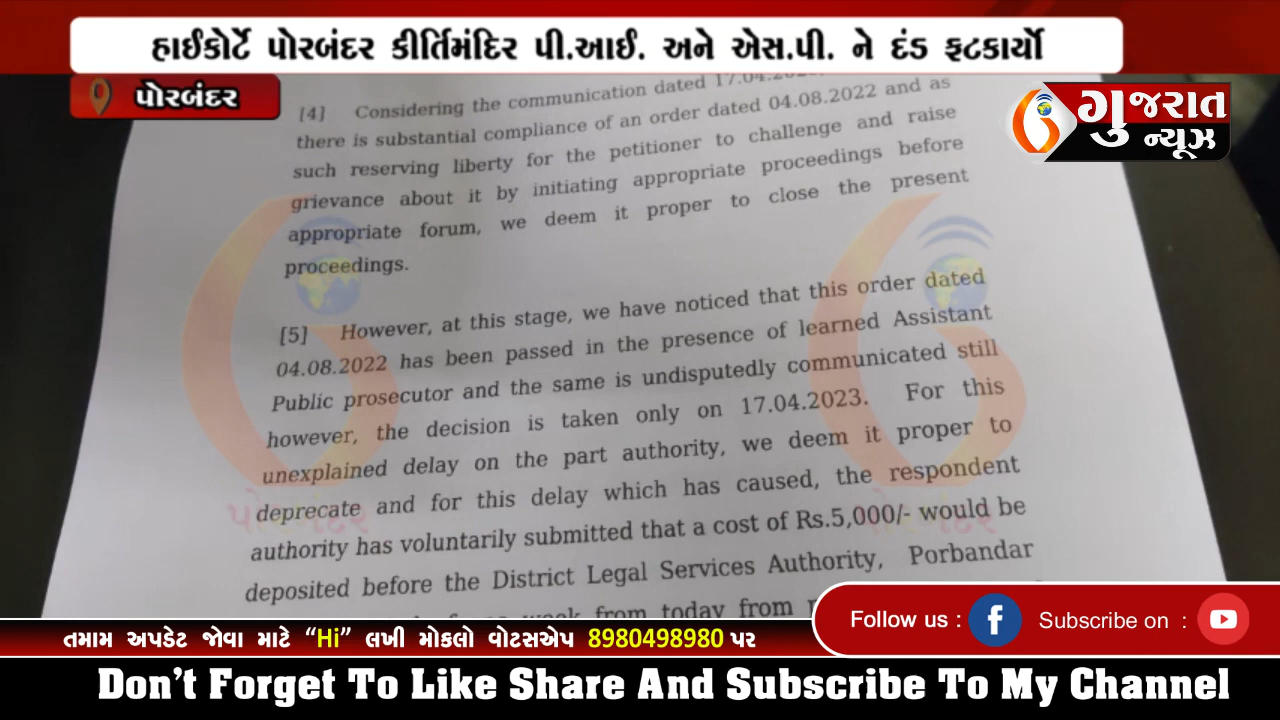 હાઈકોર્ટે પોરબંદર કીર્તિમંદિર પી.આઈ. અને એસ.પી. ને દંડ ફટકાર્યો
પોરબંદર
ગુજરાત
ન્યૂઝ
[4] Considering the communication dated
there is substantial compliance of an order dated 04.08.2022 and as
such reserving liberty for the petitioner to challenge and raise
grievance about it by initiating appropriate proceedings before
appropriate forum, we deem it proper to close the present
proceedings.
[5] However, at this stage, we have noticed that this order dated
04.08.2022 has been passed in the presence of learned Assistant
Public prosecutor and the same is undisputedly communicated still
however, the decision is taken only on 17.04.2023. For this
unexplained delay on the part authority, we deem it proper to
deprecate and for this delay which has caused, the respondent
authority has voluntarily submitted that a cost of Rs.5,000/- would be
deposited before the District Legal Services Authority, Porbandar
week from today from
પોરબંદર
પોરબંદર
Follow us :
Subscribe on :
તમામ અપડેટ જોવા માટે “Hi” લખી મોકલો વોટસએપ 8980498980 પર
Don't Forget To Like Share And Subscribe To My Channel